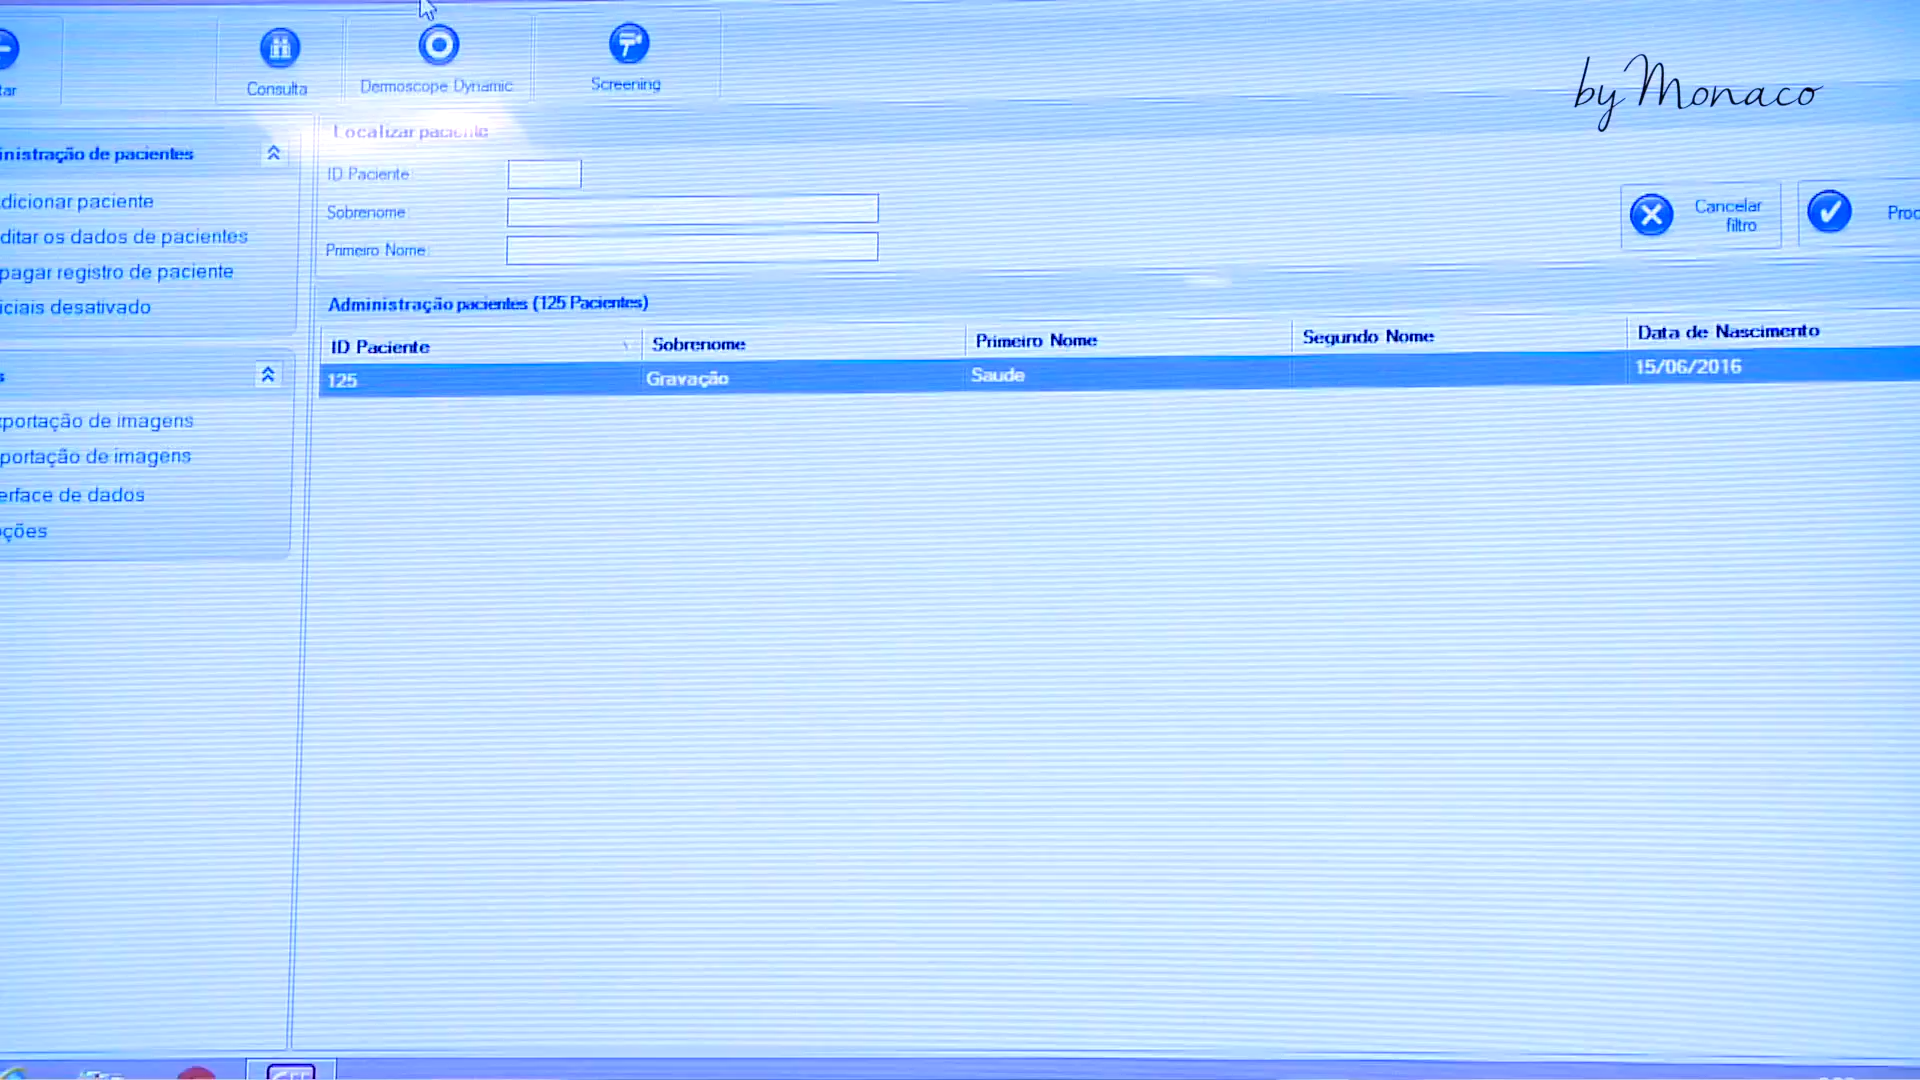 tar
Consulta
Dermoscope Dynamic
Screening
by Monaco
Localizar paciente
ID Paciente:
Sobrenome:
Primeiro Nome:
Cancelar
filtro
Proc
nistração de pacientes
dicionar paciente
ditar os dados de pacientes
pagar registro de paciente
iciais desativado
s
xportação de imagens
portação de imagens
erface de dados
ções
Administração pacientes (125 Pacientes)
ID Paciente Sobrenome Primeiro Nome Segundo Nome Data de Nascimento
125 Gravação Saude 15/06/2016